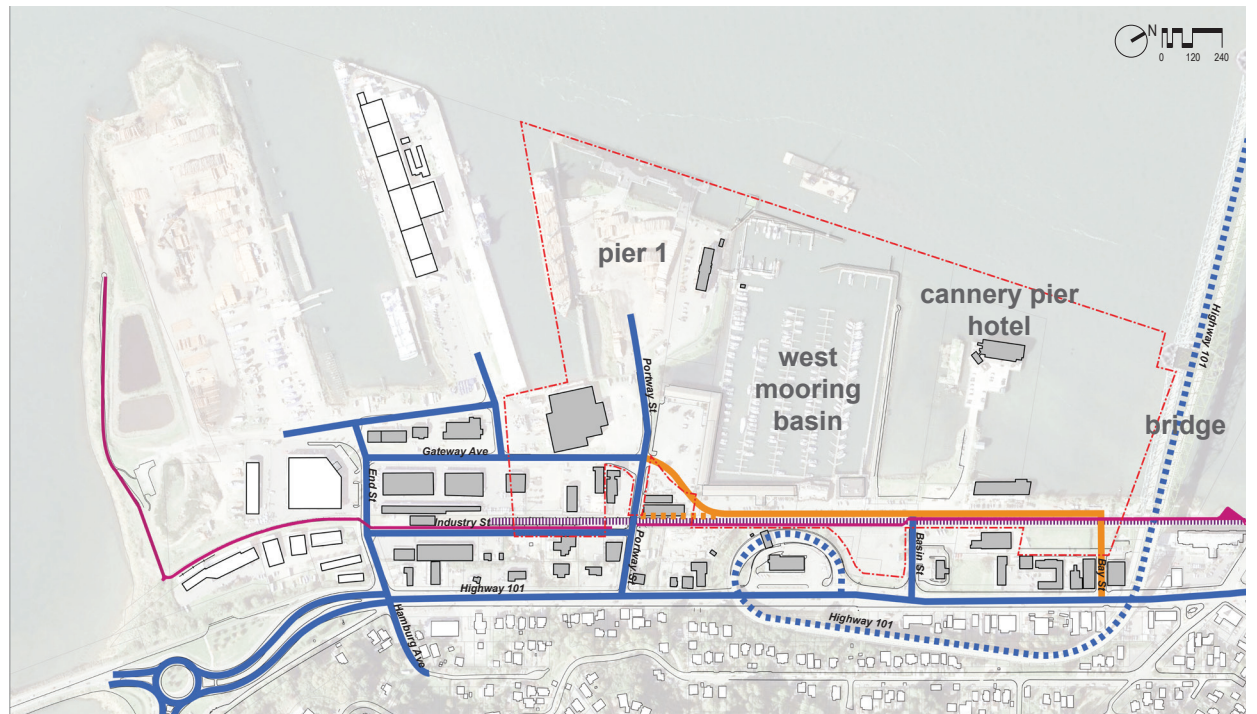 N
0 120 240
pier 1
cannery pier
hotel
Highway 101
west
mooring
basin
Portway St
bridge
Gateway Ave
End St
Industry St
Portway St
Basin St
Bay St
Highway 101
Highway 101
Hamburg Ave